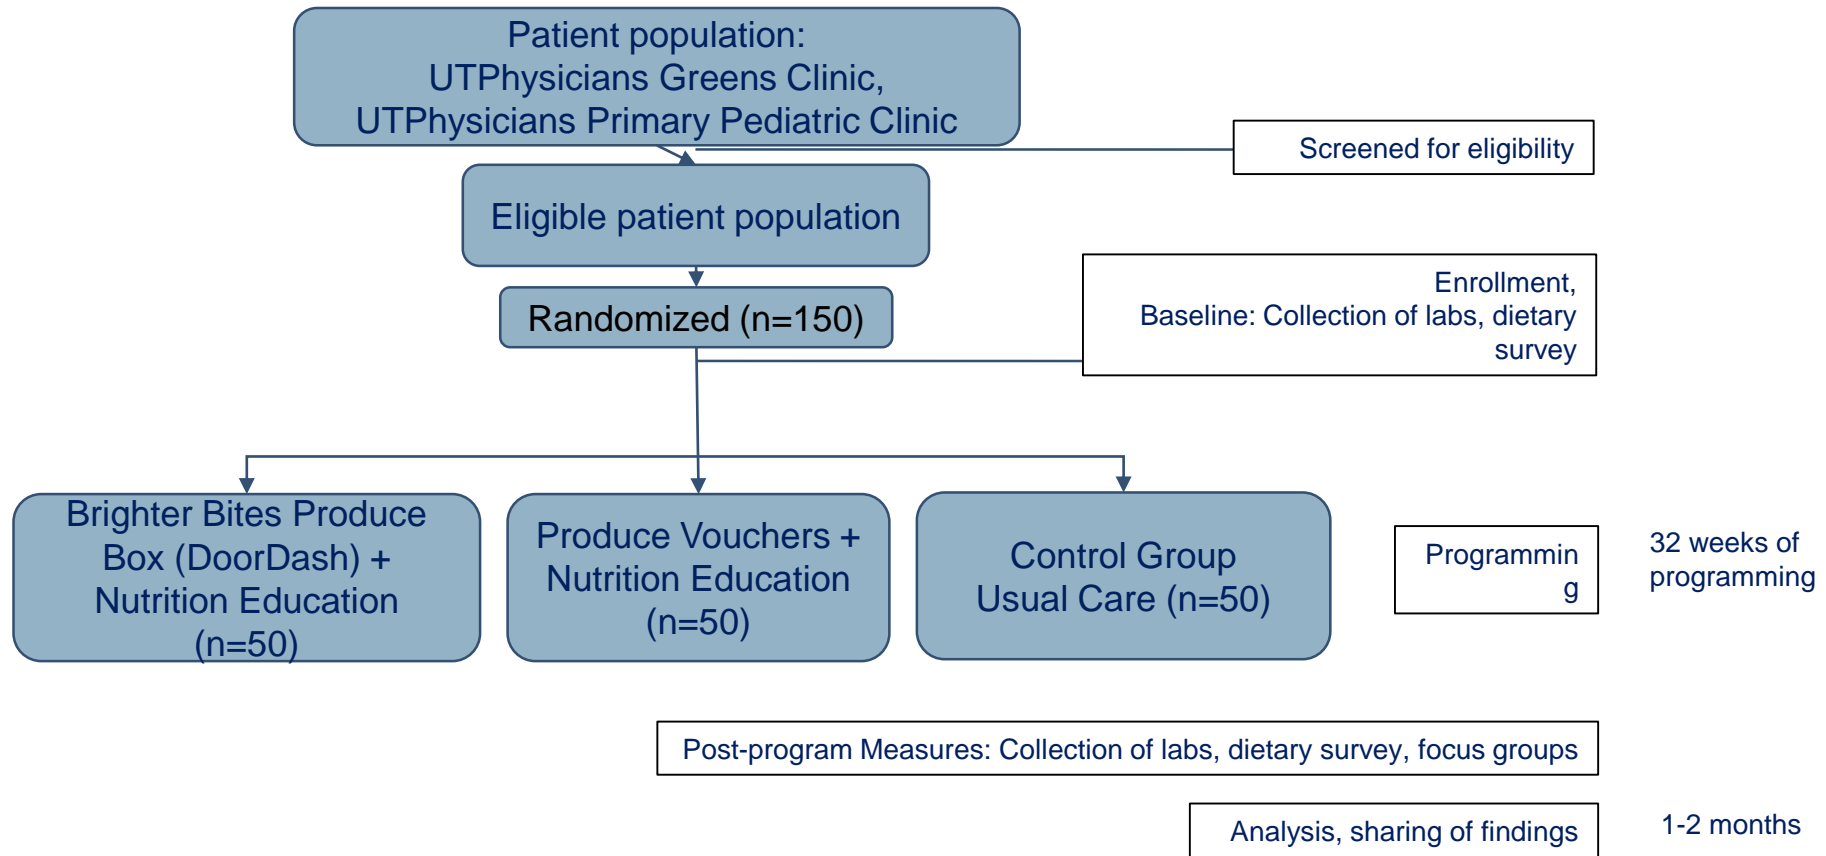 Patient population:
UTPhysicians Greens Clinic,
UTPhysicians Primary Pediatric Clinic
Screened for eligibility
Eligible patient population
Enrollment,
Baseline: Collection of labs, dietary
survey
Randomized (n=150)
Brighter Bites Produce
Box (DoorDash) +
Nutrition Education
(n=50)
Produce Vouchers +
Nutrition Education
(n=50)
Control Group
Usual Care (n=50)
Programmin
g
32 weeks of
programming
Post-program Measures: Collection of labs, dietary survey, focus groups
Analysis, sharing of findings
1-2 months